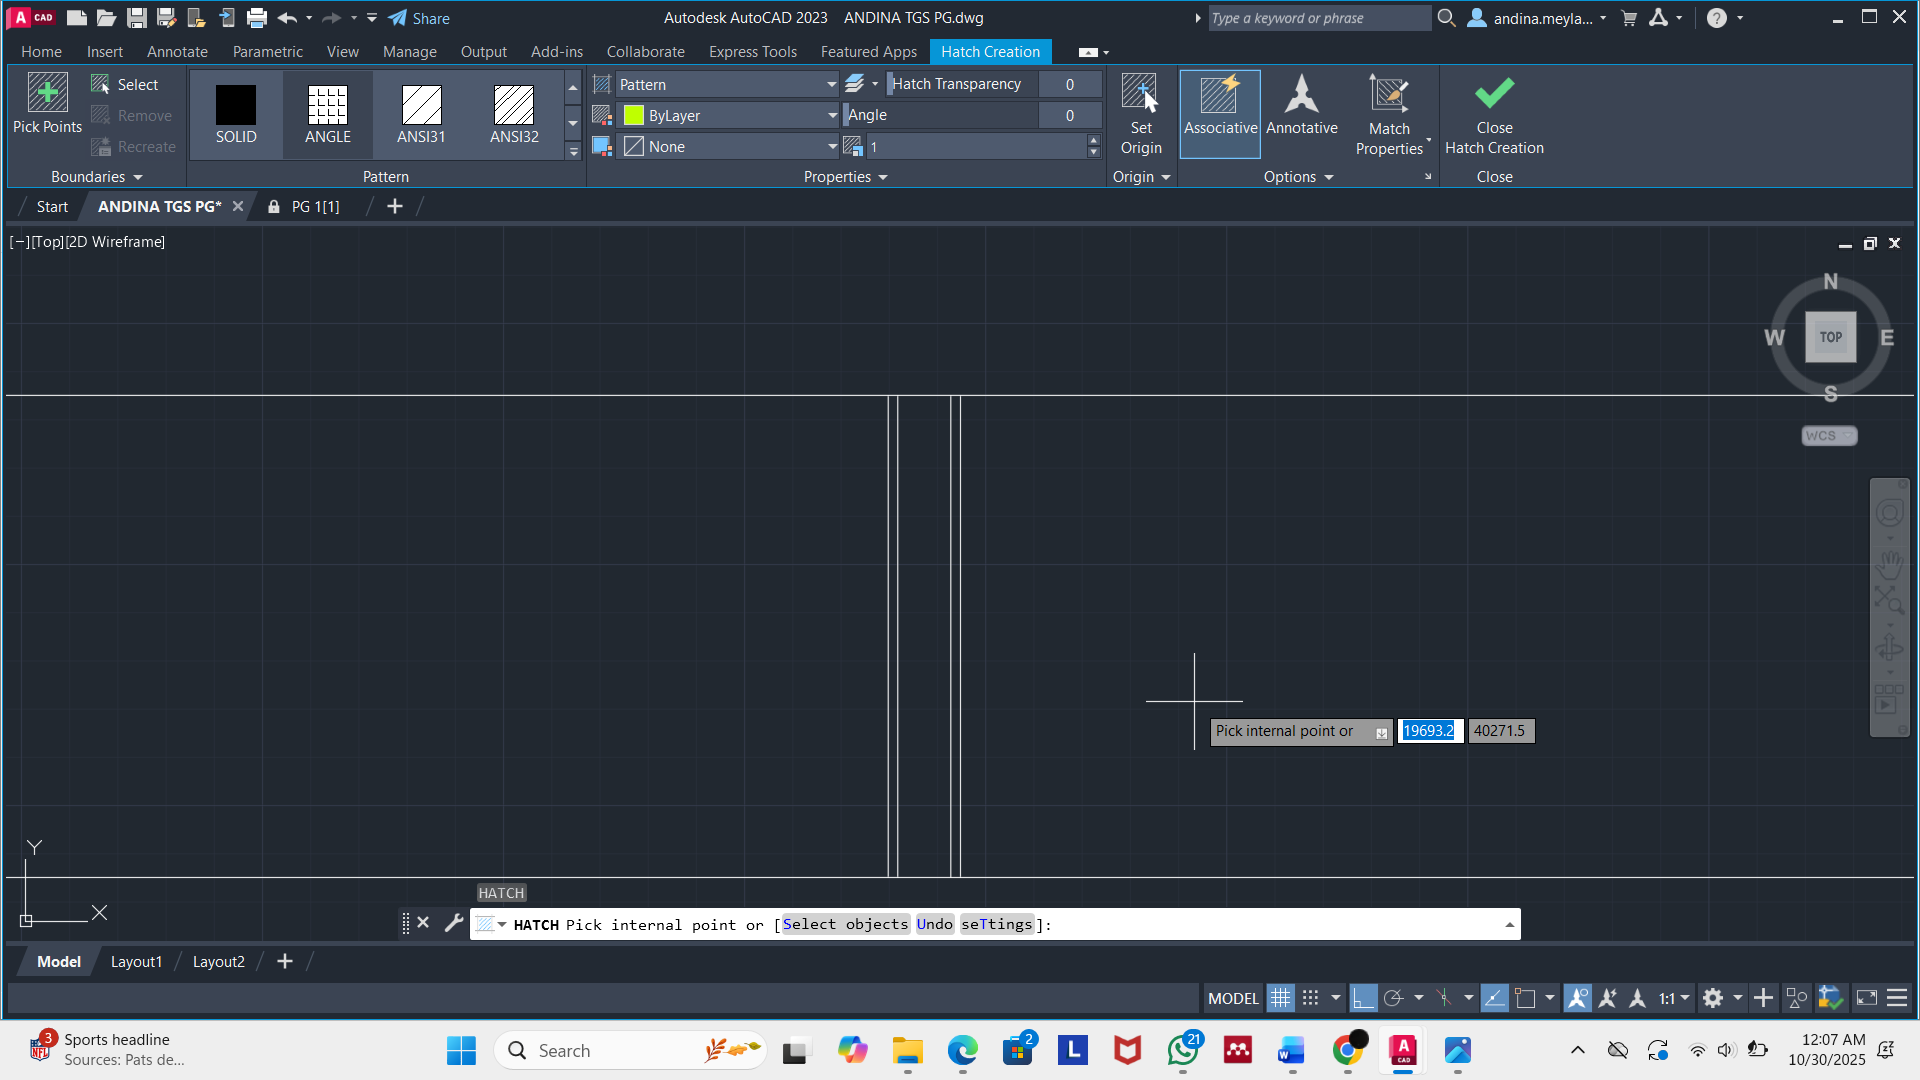 CAD
Share
Autodesk AutoCAD 2023 ANDINA TGS PG.dwg
Type a keyword or phrase
andina.meyla...
Home Insert Annotate Parametric View Manage Output Add-ins Collaborate Express Tools Featured Apps Hatch Creation
Pick Points
Select
Remove
Recreate
Boundaries
SOLID
ANGLE
ANSI31
ANSI32
Pattern
Pattern
Hatch Transparency 0
ByLayer
Angle 0
None
1
Properties
Set
Origin
Origin
Associative
Annotative
Match
Properties
Options
Close
Hatch Creation
Close
Start ANDINA TGS PG* PG 1[1]
[−][Top][2D Wireframe]
N
W TOP E
S
WCS
Pick internal point or 19693.2 40271.5
Y
X
HATCH
HATCH Pick internal point or [Select objects Undo seTtings]:
Model Layout1 Layout2
MODEL 1:1
3
Sports headline
Sources: Pats de...
Search
2
L
21
W
A
CAD
12:07 AM
10/30/2025